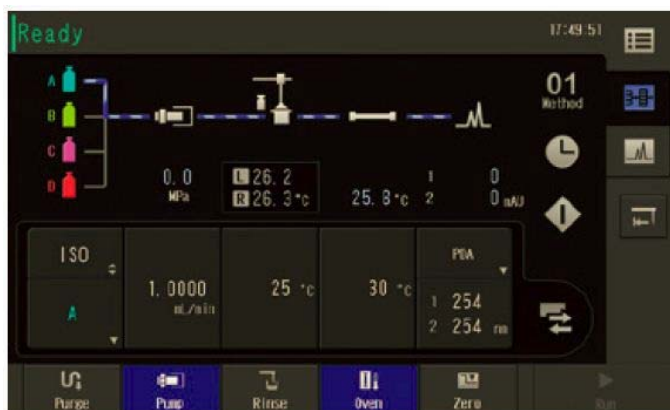 Ready 17:49:51
A
B
C
D
01
Method
0.0
MPa
L 26.2
R 26.3 °C
25.8 °C
1 0
2 0 mAU
ISO
A
1.0000
mL/min
25 °C
30 °C
PDA
1 254
2 254 nm
Purge
Pump
Rinse
Oven
Zero
Run